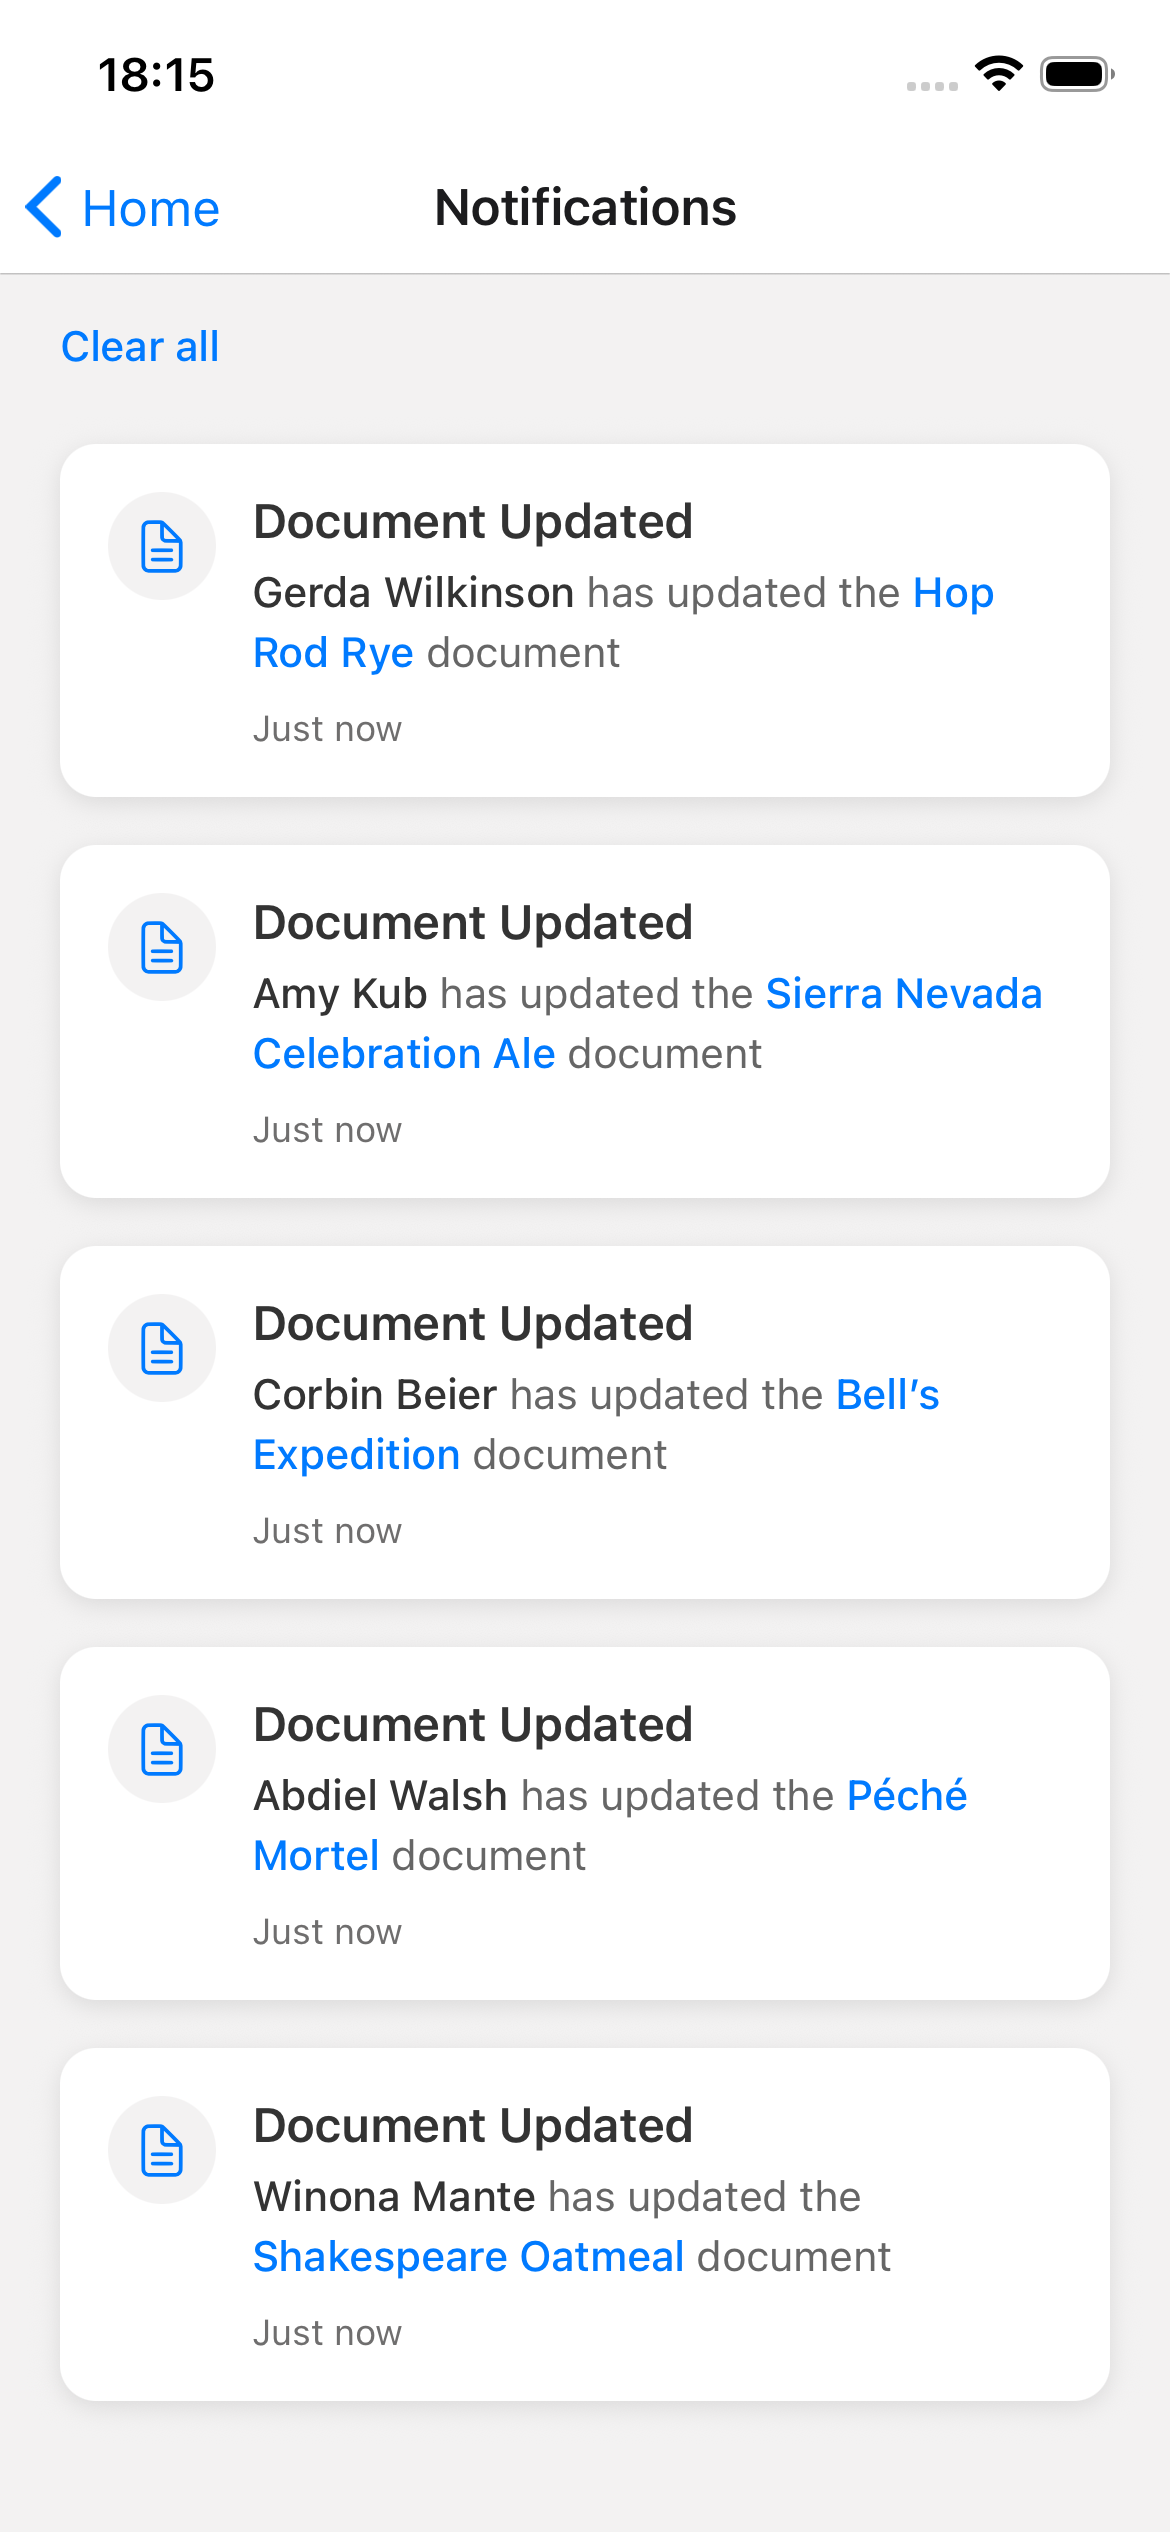 18:15
Home
Notifications
Clear all
Document Updated
Gerda Wilkinson has updated the Hop
Rod Rye document
Just now
Document Updated
Amy Kub has updated the Sierra Nevada
Celebration Ale document
Just now
Document Updated
Corbin Beier has updated the Bell’s
Expedition document
Just now
Document Updated
Abdiel Walsh has updated the Péché
Mortel document
Just now
Document Updated
Winona Mante has updated the
Shakespeare Oatmeal document
Just now